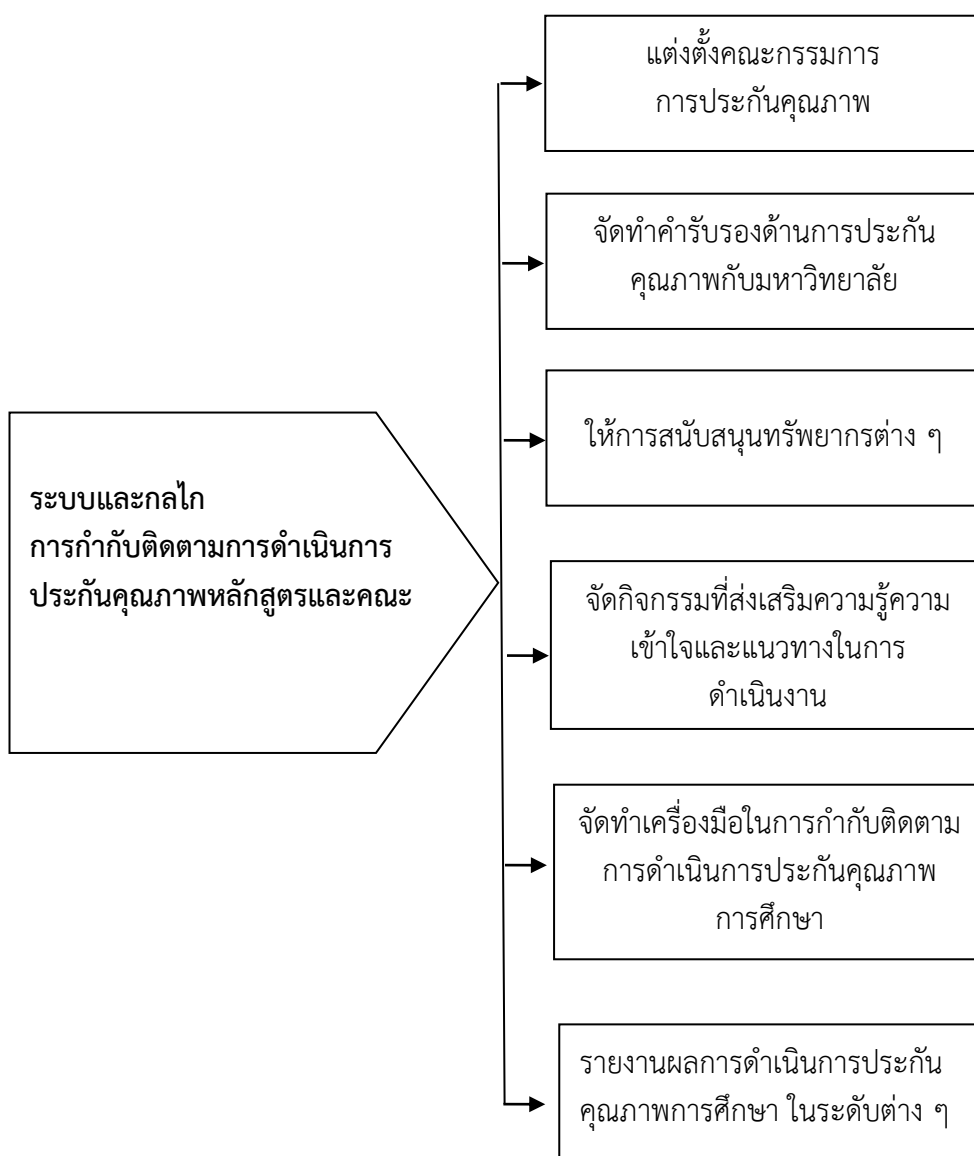 แต่งตั้งคณะกรรมการ
การประกันคุณภาพ
จัดทำคำรับรองด้านการประกัน
คุณภาพกับมหาวิทยาลัย
ให้การสนับสนุนทรัพยากรต่าง ๆ
ระบบและกลไก
การกำกับติดตามการดำเนินการ
ประกันคุณภาพหลักสูตรและคณะ
จัดกิจกรรมที่ส่งเสริมความรู้ความ
เข้าใจและแนวทางในการ
ดำเนินงาน
จัดทำเครื่องมือในการกำกับติดตาม
การดำเนินการประกันคุณภาพ
การศึกษา
รายงานผลการดำเนินการประกัน
คุณภาพการศึกษา ในระดับต่าง ๆ